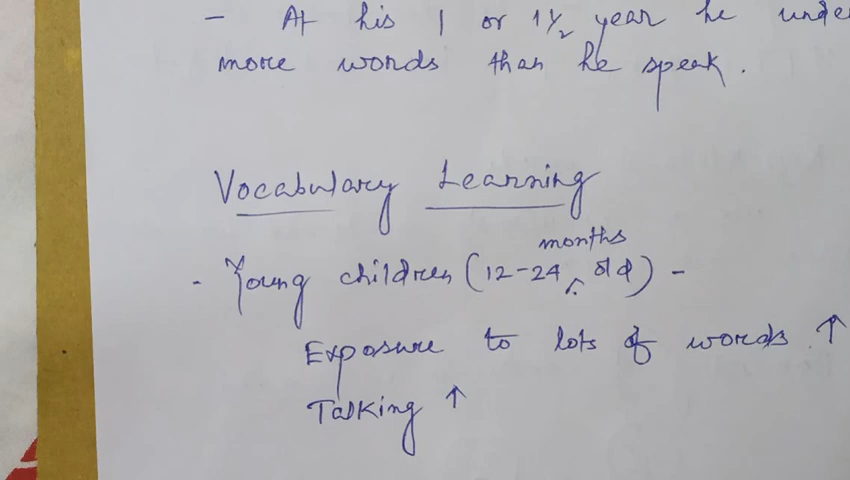 - At his 1 or 1½ year he unde
more words than he speak.
Vocabulary Learning
- Young children (12-24 ^ months old) -
Exposure to lots of words ↑
Talking ↑